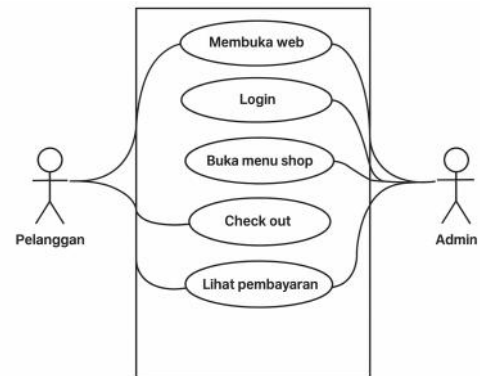 Membuka web
Login
Buka menu shop
Check out
Lihat pembayaran
Pelanggan
Admin